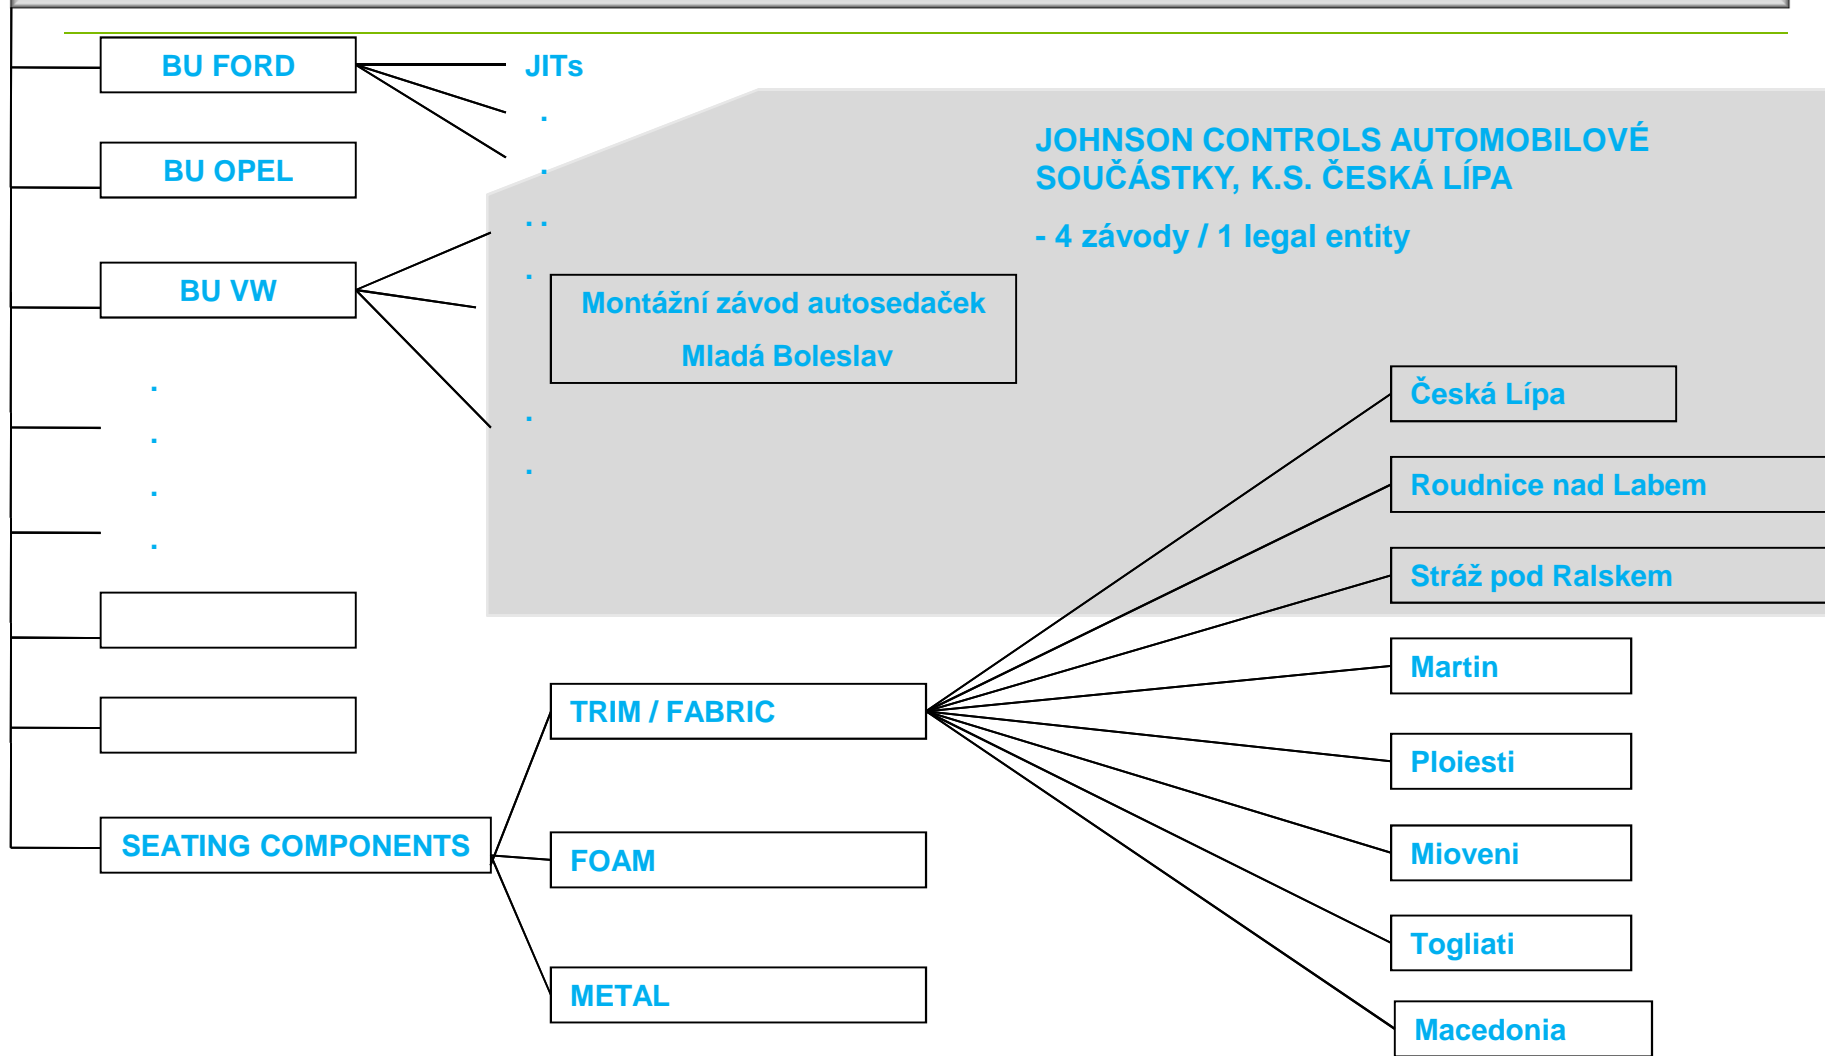 BU FORD
JITs
.
JOHNSON CONTROLS AUTOMOBILOVÉ
SOUČÁSTKY, K.S. ČESKÁ LÍPA
BU OPEL
.
. .
- 4 závody / 1 legal entity
.
BU VW
Montážní závod autosedaček
Mladá Boleslav
.
.
.
.
.
.
Česká Lípa
Roudnice nad Labem
Stráž pod Ralskem
Martin
TRIM / FABRIC
Ploiesti
SEATING COMPONENTS
FOAM
Mioveni
Togliati
METAL
Macedonia